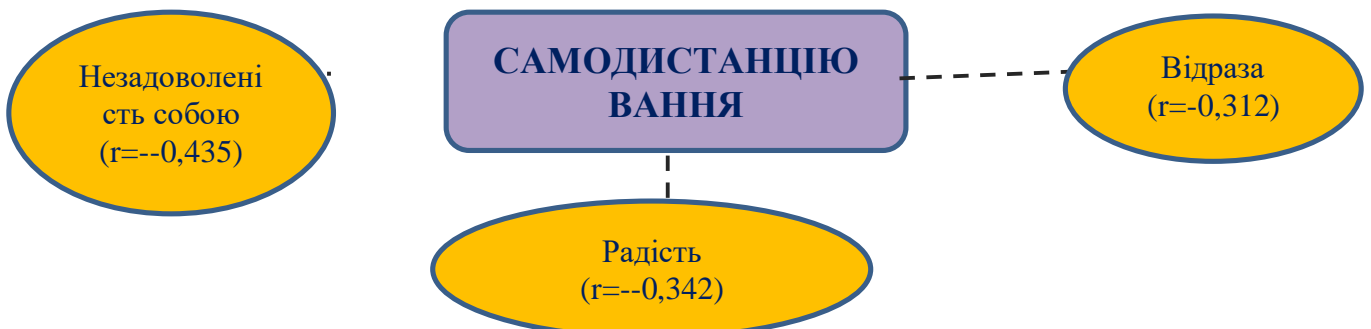 Незадоволені
сть собою
(r=--0,435)
САМОДИСТАНЦІЮ
ВАННЯ
Відраза
(r=-0,312)
Радість
(r=--0,342)